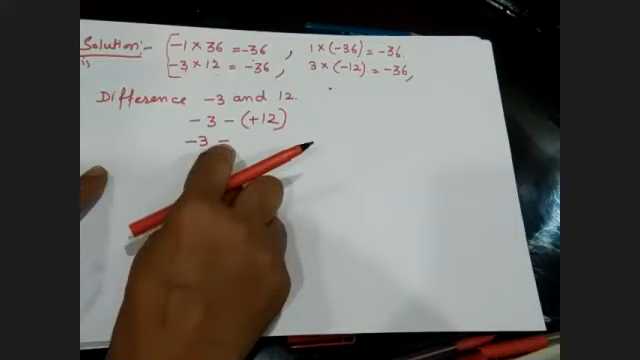 Solution:- -1 × 36 = -36 , 1 × (-36) = -36
-3 × 12 = -36 , 3 × (-12) = -36,
Difference -3 and 12.
-3 - (+12)
-3 -